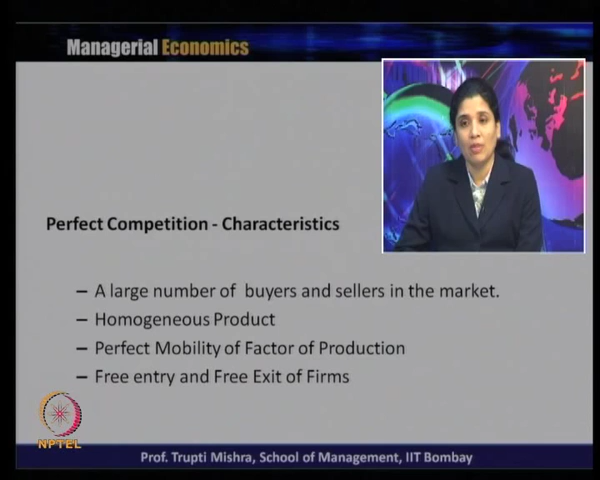 Managerial Economics
Perfect Competition - Characteristics
– A large number of buyers and sellers in the market.
– Homogeneous Product
– Perfect Mobility of Factor of Production
– Free entry and Free Exit of Firms
NPTEL
Prof. Trupti Mishra, School of Management, IIT Bombay